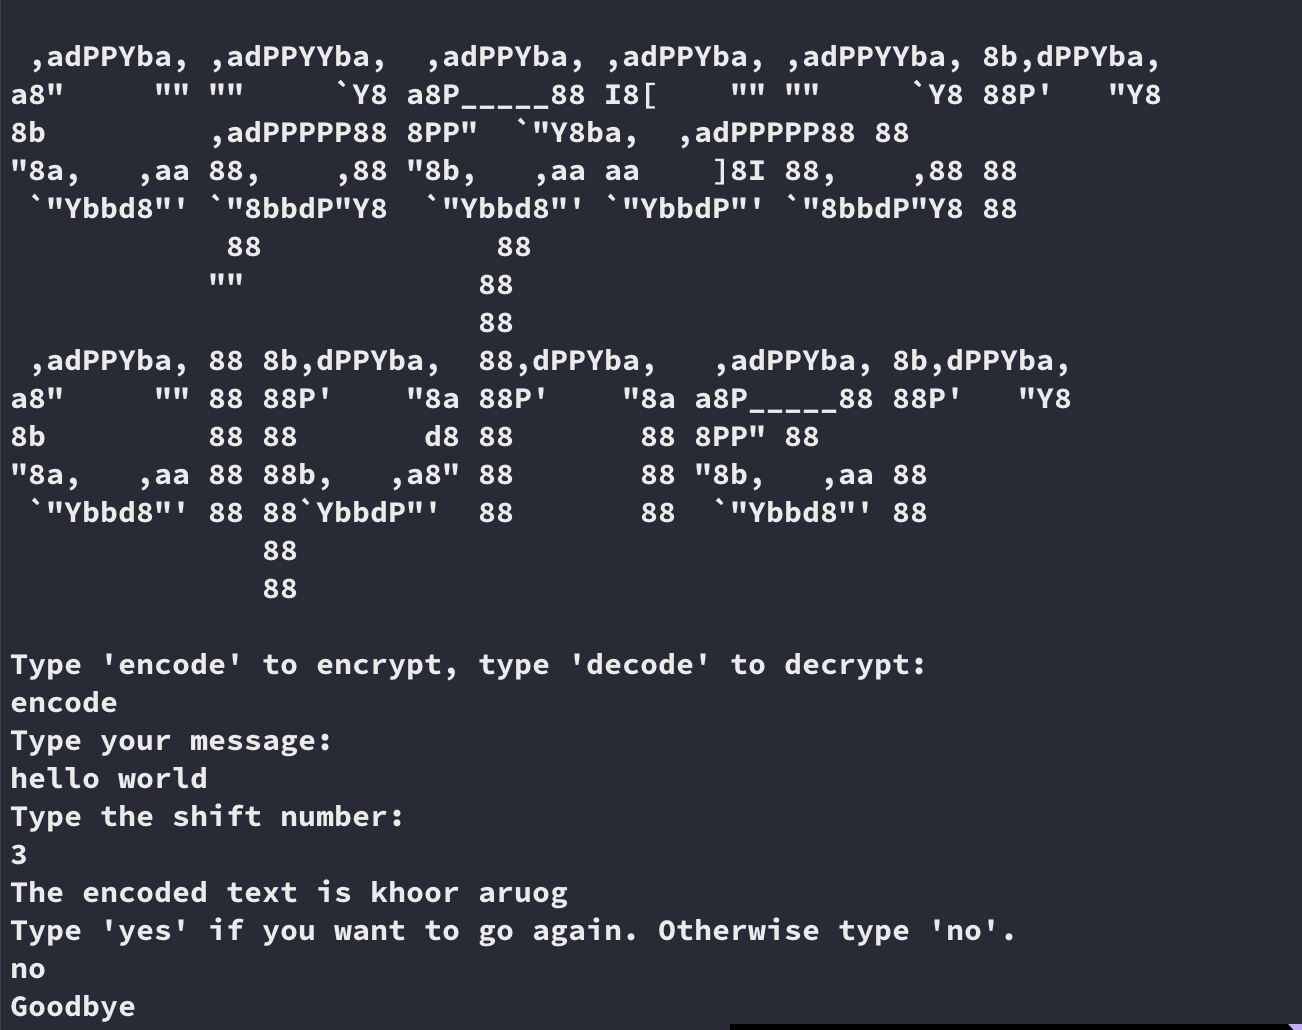 ,adPPYba, ,adPPYYba,  ,adPPYba, ,adPPYba, ,adPPYYba, 8b,dPPYba,
a8"     "" ""     `Y8 a8P_____88 I8[    "" ""     `Y8 88P'   "Y8
8b         ,adPPPPP88 8PP"  `"Y8ba,  ,adPPPPP88 88
"8a,   ,aa 88,    ,88 "8b,   ,aa aa    ]8I 88,    ,88 88
 `"Ybbd8"' `"8bbdP"Y8  `"Ybbd8"' `"YbbdP"' `"8bbdP"Y8 88
            88             88
           ""             88
                          88
 ,adPPYba, 88 8b,dPPYba,  88,dPPYba,   ,adPPYba, 8b,dPPYba,
a8"     "" 88 88P'    "8a 88P'    "8a a8P_____88 88P'   "Y8
8b         88 88       d8 88       88 8PP" 88
"8a,   ,aa 88 88b,   ,a8" 88       88 "8b,   ,aa 88
 `"Ybbd8"' 88 88`YbbdP"'  88       88  `"Ybbd8"' 88
              88
              88

Type 'encode' to encrypt, type 'decode' to decrypt:
encode
Type your message:
hello world
Type the shift number:
3
The encoded text is khoor aruog
Type 'yes' if you want to go again. Otherwise type 'no'.
no
Goodbye